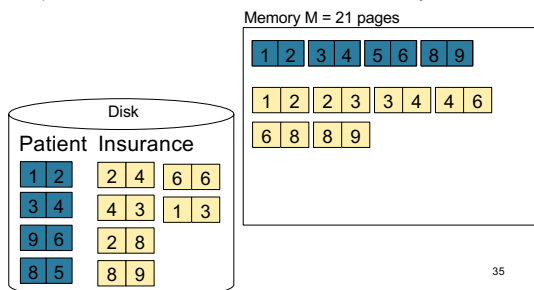 Memory M = 21 pages
1 2 3 4 5 6 8 9
1 2 2 3 3 4 4 6
6 8 8 9
Disk
Patient Insurance
1 2 2 4 6 6
3 4 4 3 1 3
9 6 2 8
8 5 8 9
35